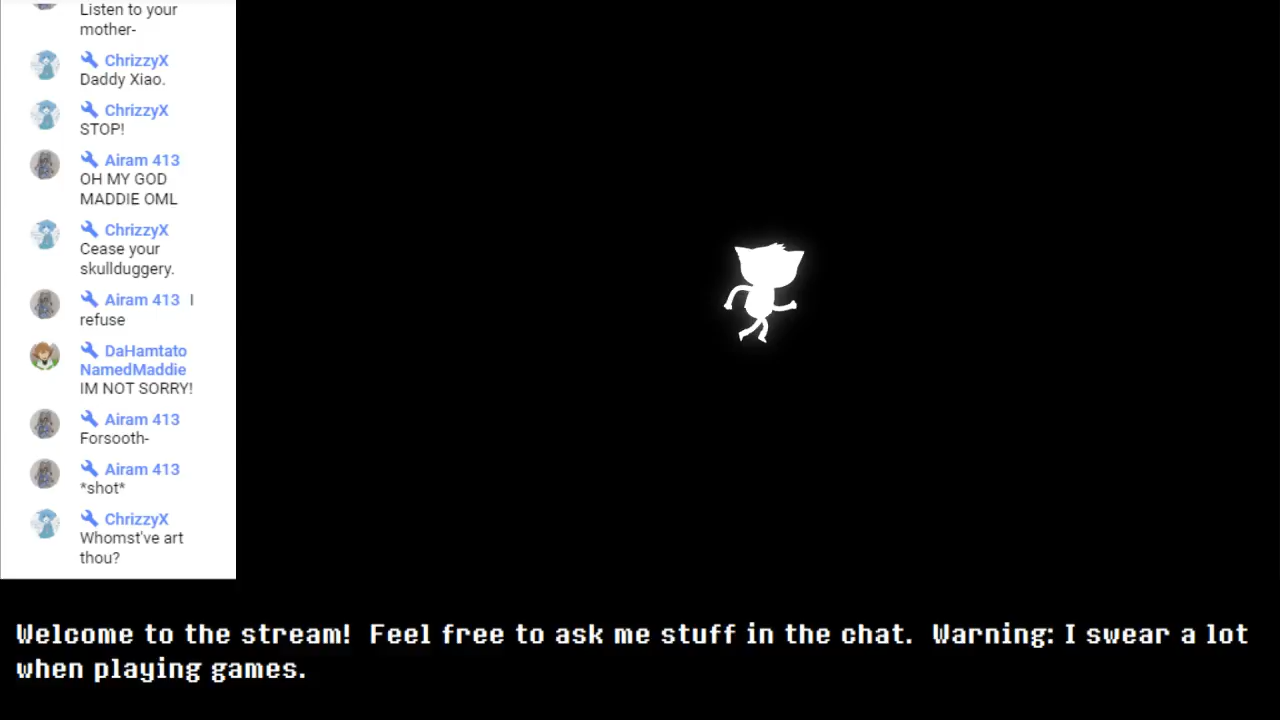 Listen to your
mother-
ChrizzyX
Daddy Xiao.
ChrizzyX
STOP!
Airam 413
OH MY GOD
MADDIE OML
ChrizzyX
Cease your
skullduggery.
Airam 413 I
refuse
DaHamtato
NamedMaddie
IM NOT SORRY!
Airam 413
Forsooth-
Airam 413
*shot*
ChrizzyX
Whomst've art
thou?
Welcome to the stream! Feel free to ask me stuff in the chat. Warning: I swear a lot
when playing games.